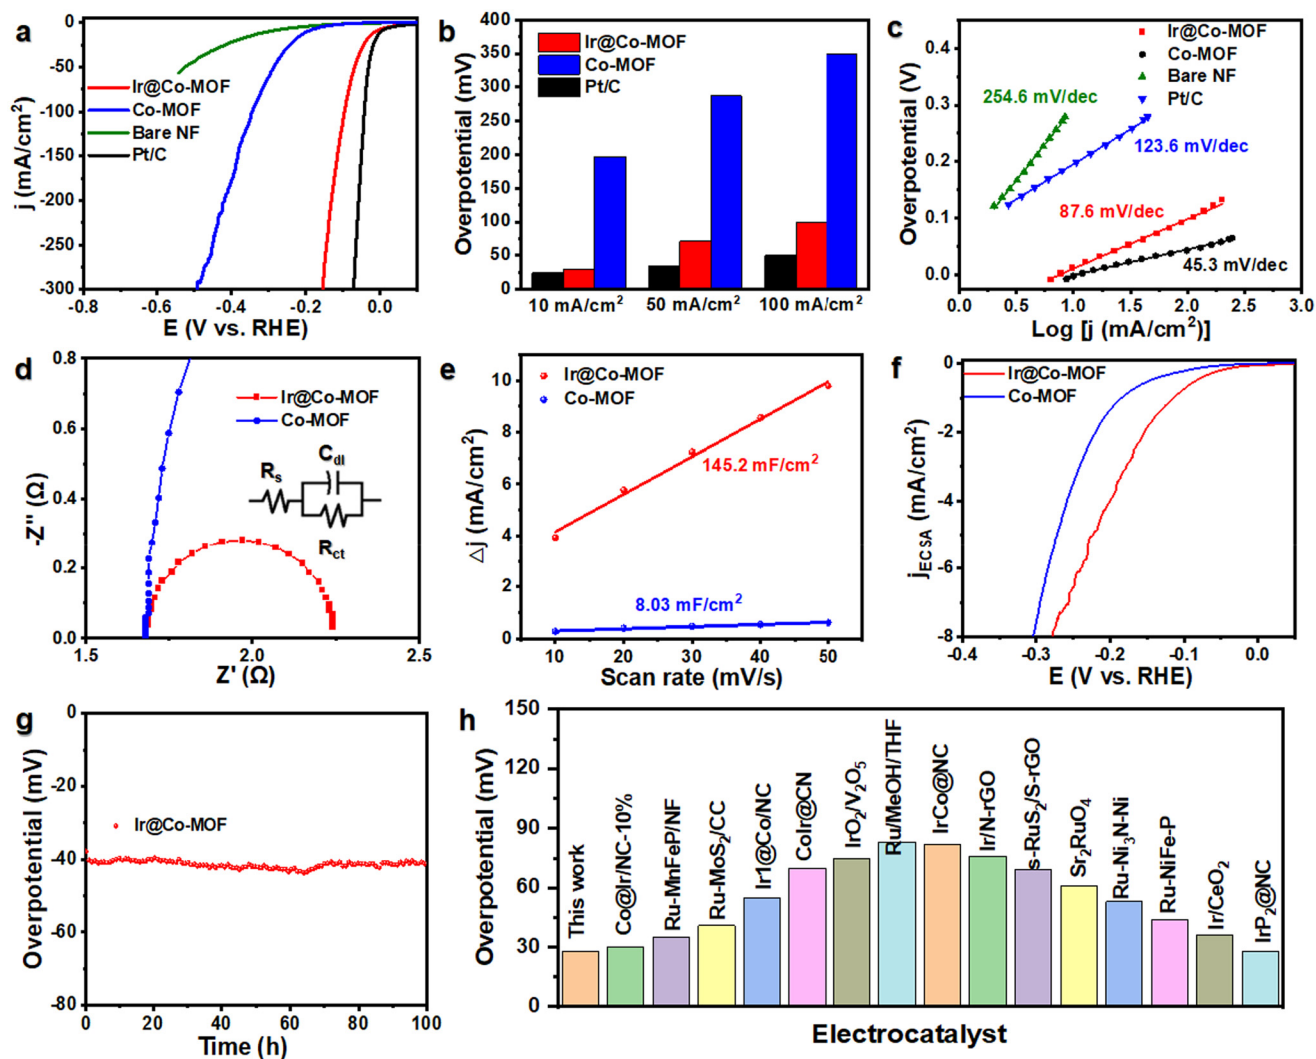 a
0
-50
-100
-150
-200
-250
-300
j (mA/cm²)
Ir@Co-MOF
Co-MOF
Bare NF
Pt/C
-0.8
-0.6
-0.4
-0.2
0.0
E (V vs. RHE)
b
400
350
300
250
200
150
100
50
0
Overpotential (mV)
Ir@Co-MOF
Co-MOF
Pt/C
10 mA/cm²
50 mA/cm²
100 mA/cm²
c
0.4
0.3
0.2
0.1
0.0
Overpotential (V)
Ir@Co-MOF
Co-MOF
Bare NF
Pt/C
254.6 mV/dec
123.6 mV/dec
87.6 mV/dec
45.3 mV/dec
0.0
0.5
1.0
1.5
2.0
2.5
3.0
Log [j (mA/cm²)]
d
0.8
0.6
0.4
0.2
0.0
-Z'' (Ω)
Ir@Co-MOF
Co-MOF
Rs
Cdl
Rct
1.5
2.0
2.5
Z' (Ω)
e
10
8
6
4
2
0
△j (mA/cm²)
Ir@Co-MOF
Co-MOF
145.2 mF/cm²
8.03 mF/cm²
10
20
30
40
50
Scan rate (mV/s)
f
0
-2
-4
-6
-8
jECSA (mA/cm²)
Ir@Co-MOF
Co-MOF
-0.4
-0.3
-0.2
-0.1
0.0
E (V vs. RHE)
g
0
-20
-40
-60
-80
Overpotential (mV)
Ir@Co-MOF
0
20
40
60
80
100
Time (h)
h
150
120
90
60
30
0
Overpotential (mV)
This work
Co@Ir/NC-10%
Ru-MnFeP/NF
Ru-MoS₂/CC
Ir1@Co/NC
CoIr@CN
IrO₂/V₂O₅
Ru/MeOH/THF
IrCo@NC
Ir/N-rGO
s-RuS₂/S-rGO
Sr₂RuO₄
Ru-Ni₃N-Ni
Ru-NiFe-P
Ir/CeO₂
IrP₂@NC
Electrocatalyst